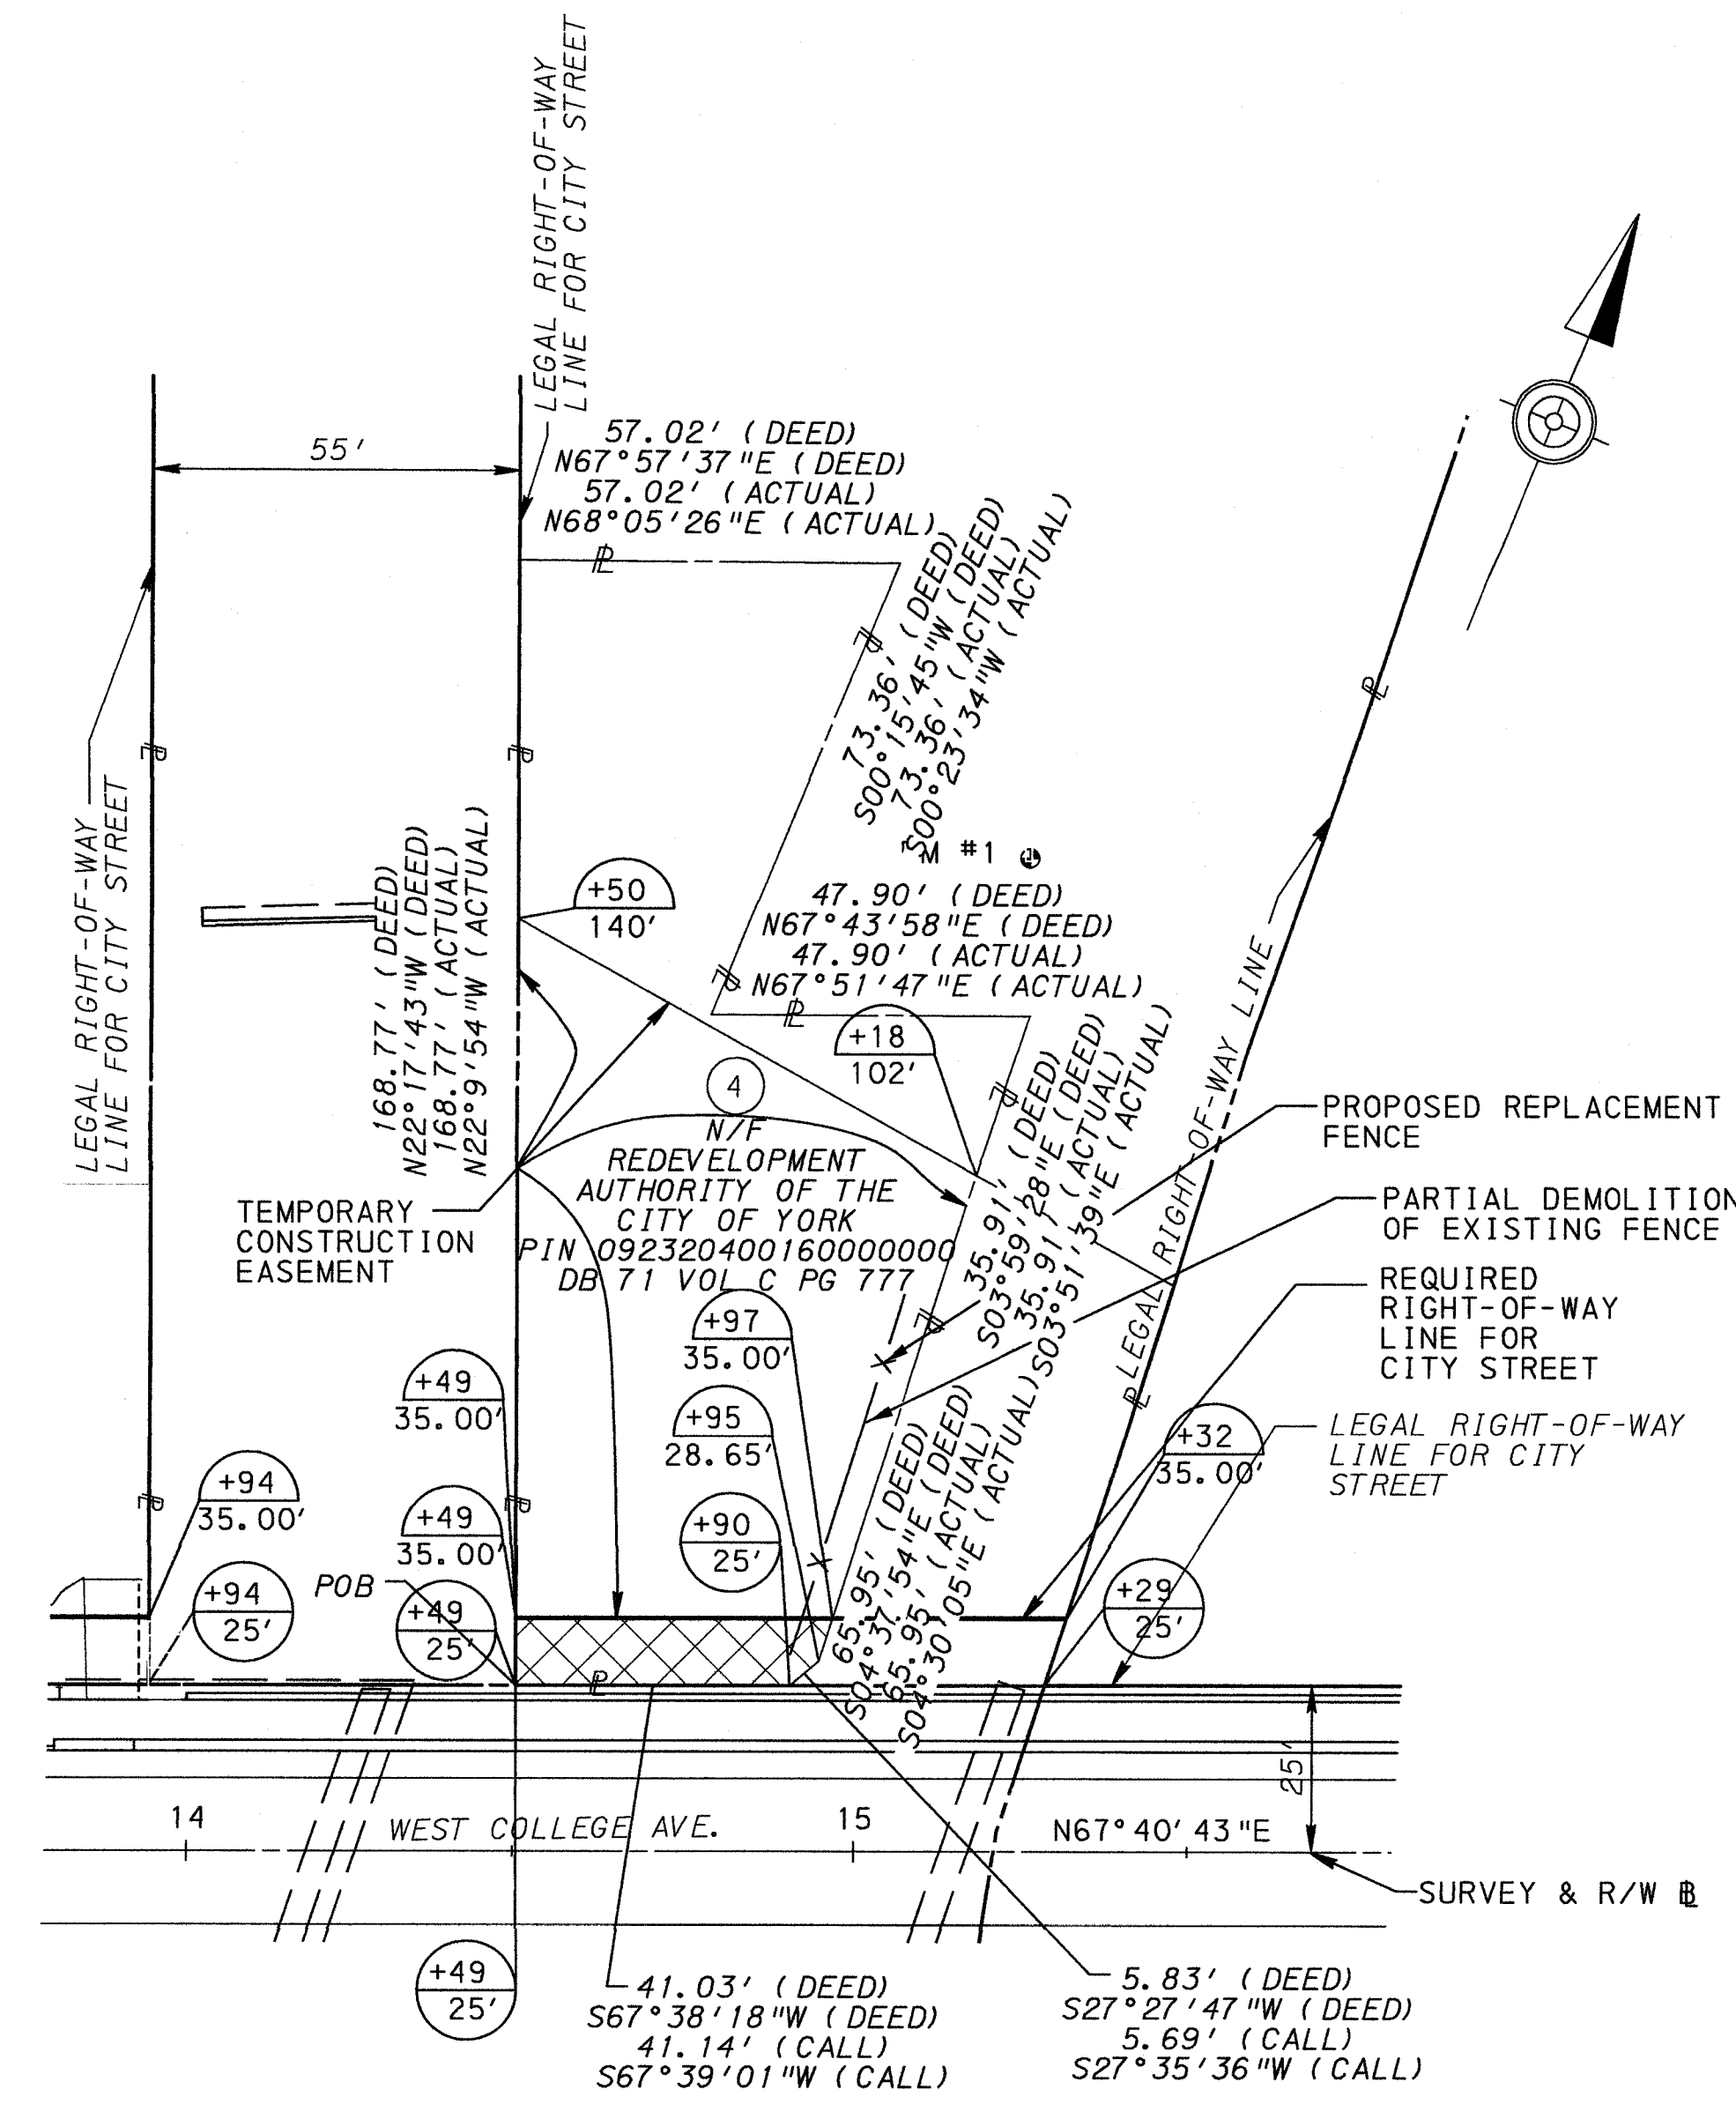 LEGAL RIGHT-OF-WAY
LINE FOR CITY STREET
55'
57.02' (DEED)
N67°57'37"E (DEED)
57.02' (ACTUAL)
N68°05'26"E (ACTUAL)
73.36' (DEED)
S00°15'45"W (DEED)
73.36' (ACTUAL)
S00°23'34"W (ACTUAL)
#1
47.90' (DEED)
N67°43'58"E (DEED)
47.90' (ACTUAL)
N67°51'47"E (ACTUAL)
LEGAL RIGHT-OF-WAY
LINE FOR CITY STREET
168.77' (DEED)
N22°17'43"W (DEED)
168.77' (ACTUAL)
N22°9'54"W (ACTUAL)
+50
140'
+18
102'
4
N/F
REDEVELOPMENT
AUTHORITY OF THE
CITY OF YORK
PIN 092320400160000000
DB 71 VOL C PG 777
TEMPORARY
CONSTRUCTION
EASEMENT
35.91' (DEED)
S03°59'28"E (DEED)
35.91' (ACTUAL)
S03°51'39"E (ACTUAL)
LEGAL RIGHT-OF-WAY LINE
PROPOSED REPLACEMENT
FENCE
PARTIAL DEMOLITION
OF EXISTING FENCE
REQUIRED
RIGHT-OF-WAY
LINE FOR
CITY STREET
LEGAL RIGHT-OF-WAY
LINE FOR CITY
STREET
+97
35.00'
+49
35.00'
+95
28.65'
+32
35.00'
+94
35.00'
+49
35.00'
+90
25'
65.95' (DEED)
S04°37'54"E (DEED)
65.95' (ACTUAL)
S04°30'05"E (ACTUAL)
POB
+94
25'
+49
25'
+29
25'
25'
14
WEST COLLEGE AVE.
15
N67°40'43"E
SURVEY & R/W BL
+49
25'
41.03' (DEED)
S67°38'18"W (DEED)
41.14' (CALL)
S67°39'01"W (CALL)
5.83' (DEED)
S27°27'47"W (DEED)
5.69' (CALL)
S27°35'36"W (CALL)